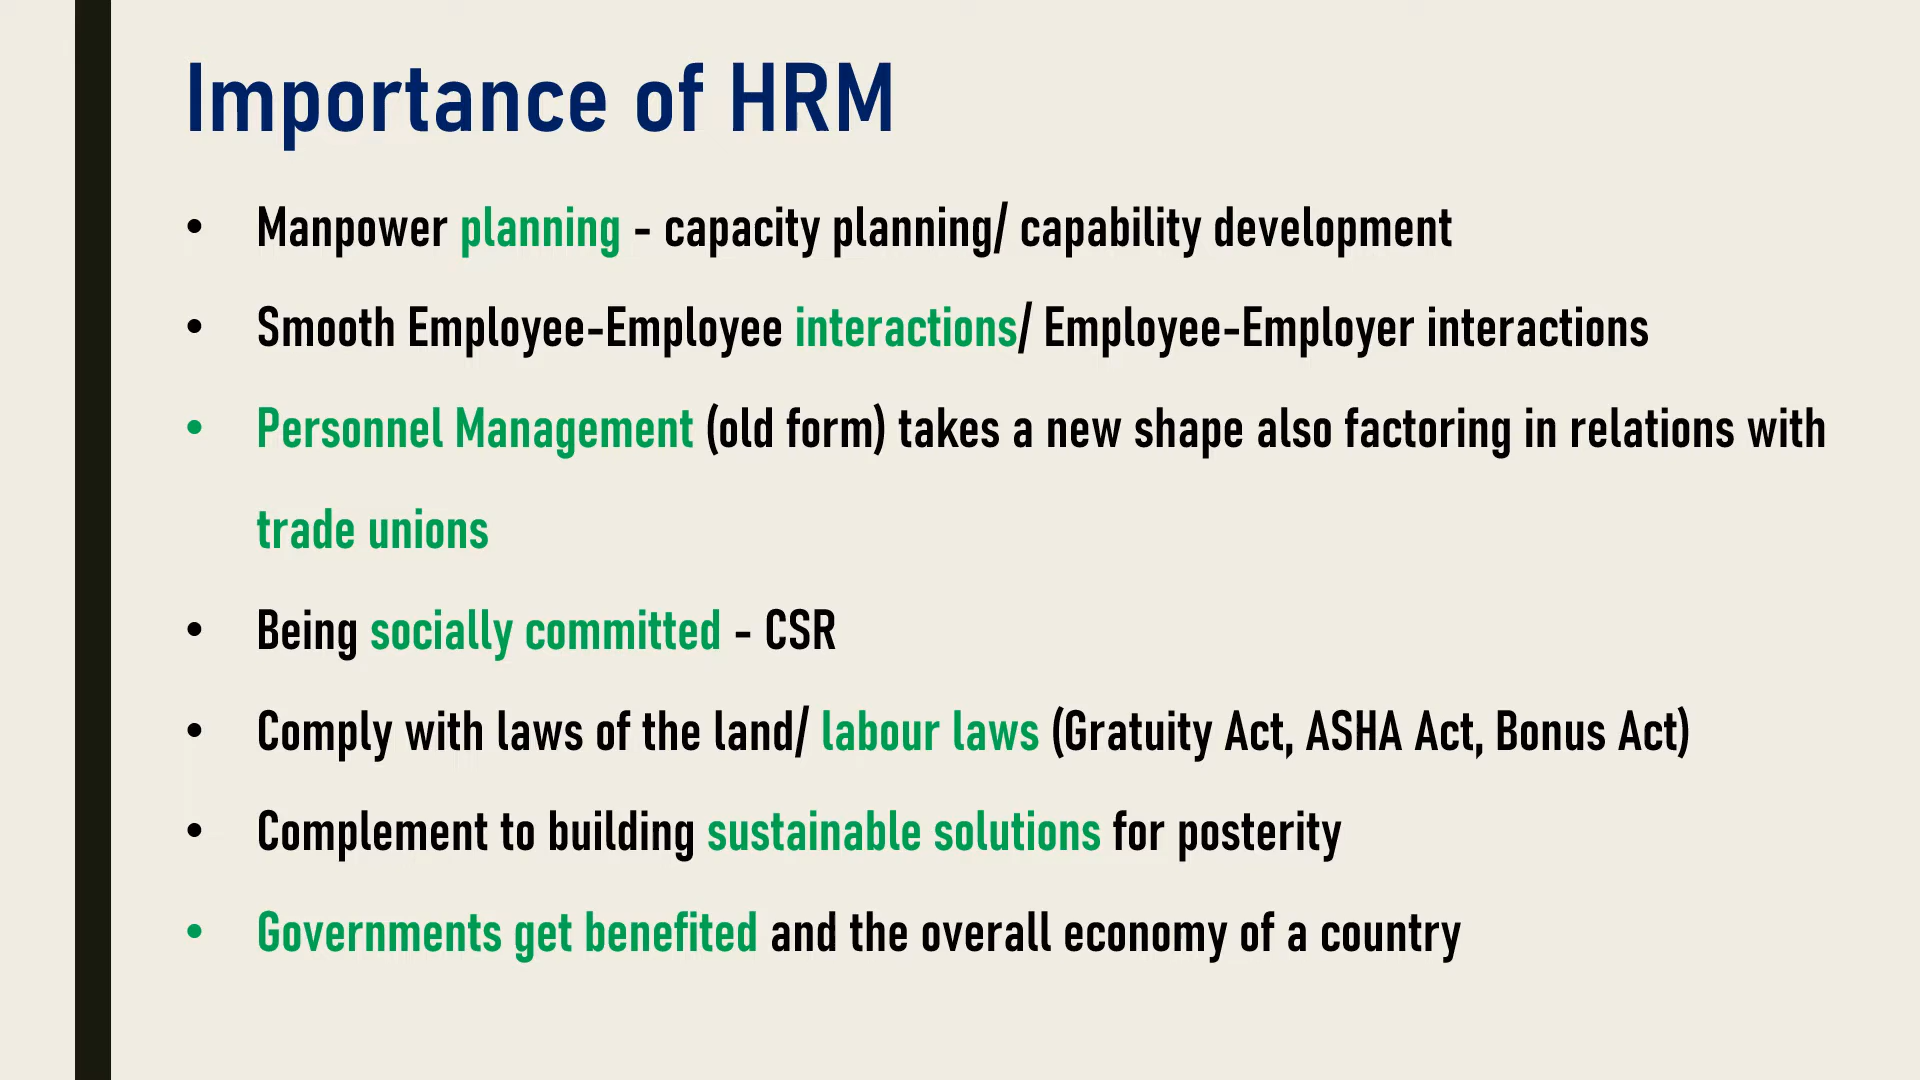 Importance of HRM
• Manpower planning - capacity planning/ capability development
• Smooth Employee-Employee interactions/ Employee-Employer interactions
• Personnel Management (old form) takes a new shape also factoring in relations with
trade unions
• Being socially committed - CSR
• Comply with laws of the land/ labour laws (Gratuity Act, ASHA Act, Bonus Act)
• Complement to building sustainable solutions for posterity
• Governments get benefited and the overall economy of a country